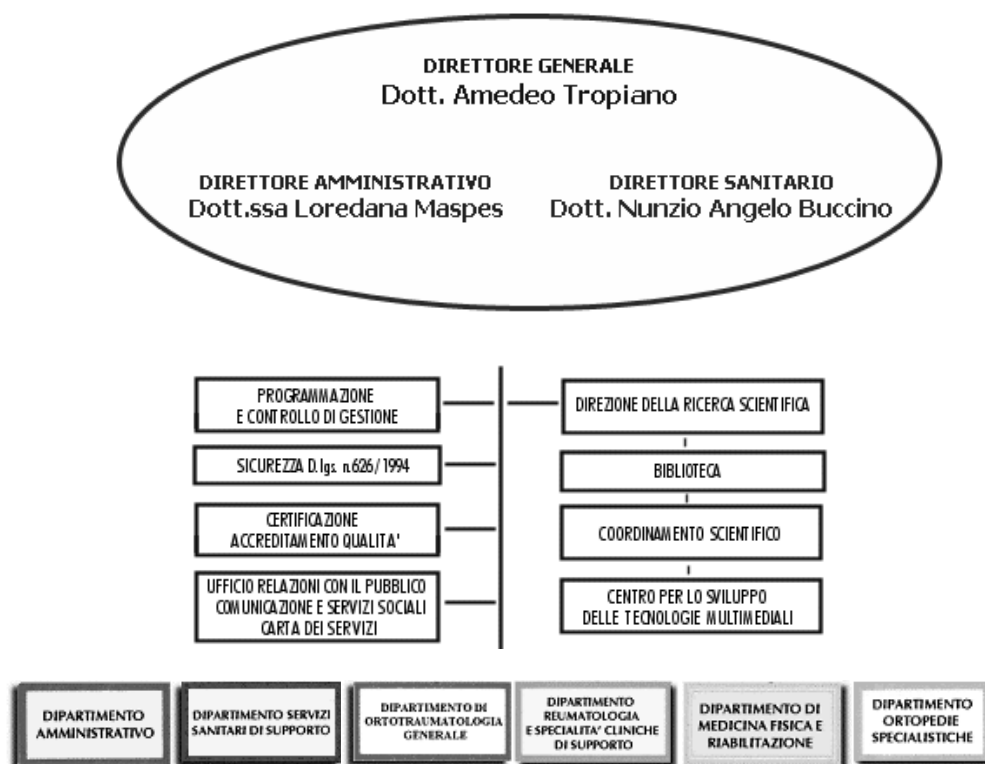 DIRETTORE GENERALE
Dott. Amedeo Tropiano
DIRETTORE AMMINISTRATIVO
Dott.ssa Loredana Maspes
DIRETTORE SANITARIO
Dott. Nunzio Angelo Buccino
PROGRAMMAZIONE
E CONTROLLO DI GESTIONE
SICUREZZA D.lgs. n.626/1994
CERTIFICAZIONE
ACCREDITAMENTO QUALITA'
UFFICIO RELAZIONI CON IL PUBBLICO
COMUNICAZIONE E SERVIZI SOCIALI
CARTA DEI SERVIZI
DIREZIONE DELLA RICERCA SCIENTIFICA
BIBLIOTECA
COORDINAMENTO SCIENTIFICO
CENTRO PER LO SVILUPPO
DELLE TECNOLOGIE MULTIMEDIALI
DIPARTIMENTO
AMMINISTRATIVO
DIPARTIMENTO SERVIZI
SANITARI DI SUPPORTO
DIPARTIMENTO DI
ORTOTRAUMATOLOGIA
GENERALE
DIPARTIMENTO
REUMATOLOGIA
E SPECIALITA' CLINICHE
DI SUPPORTO
DIPARTIMENTO DI
MEDICINA FISICA E
RIABILITAZIONE
DIPARTIMENTO
ORTOPEDIE
SPECIALISTICHE